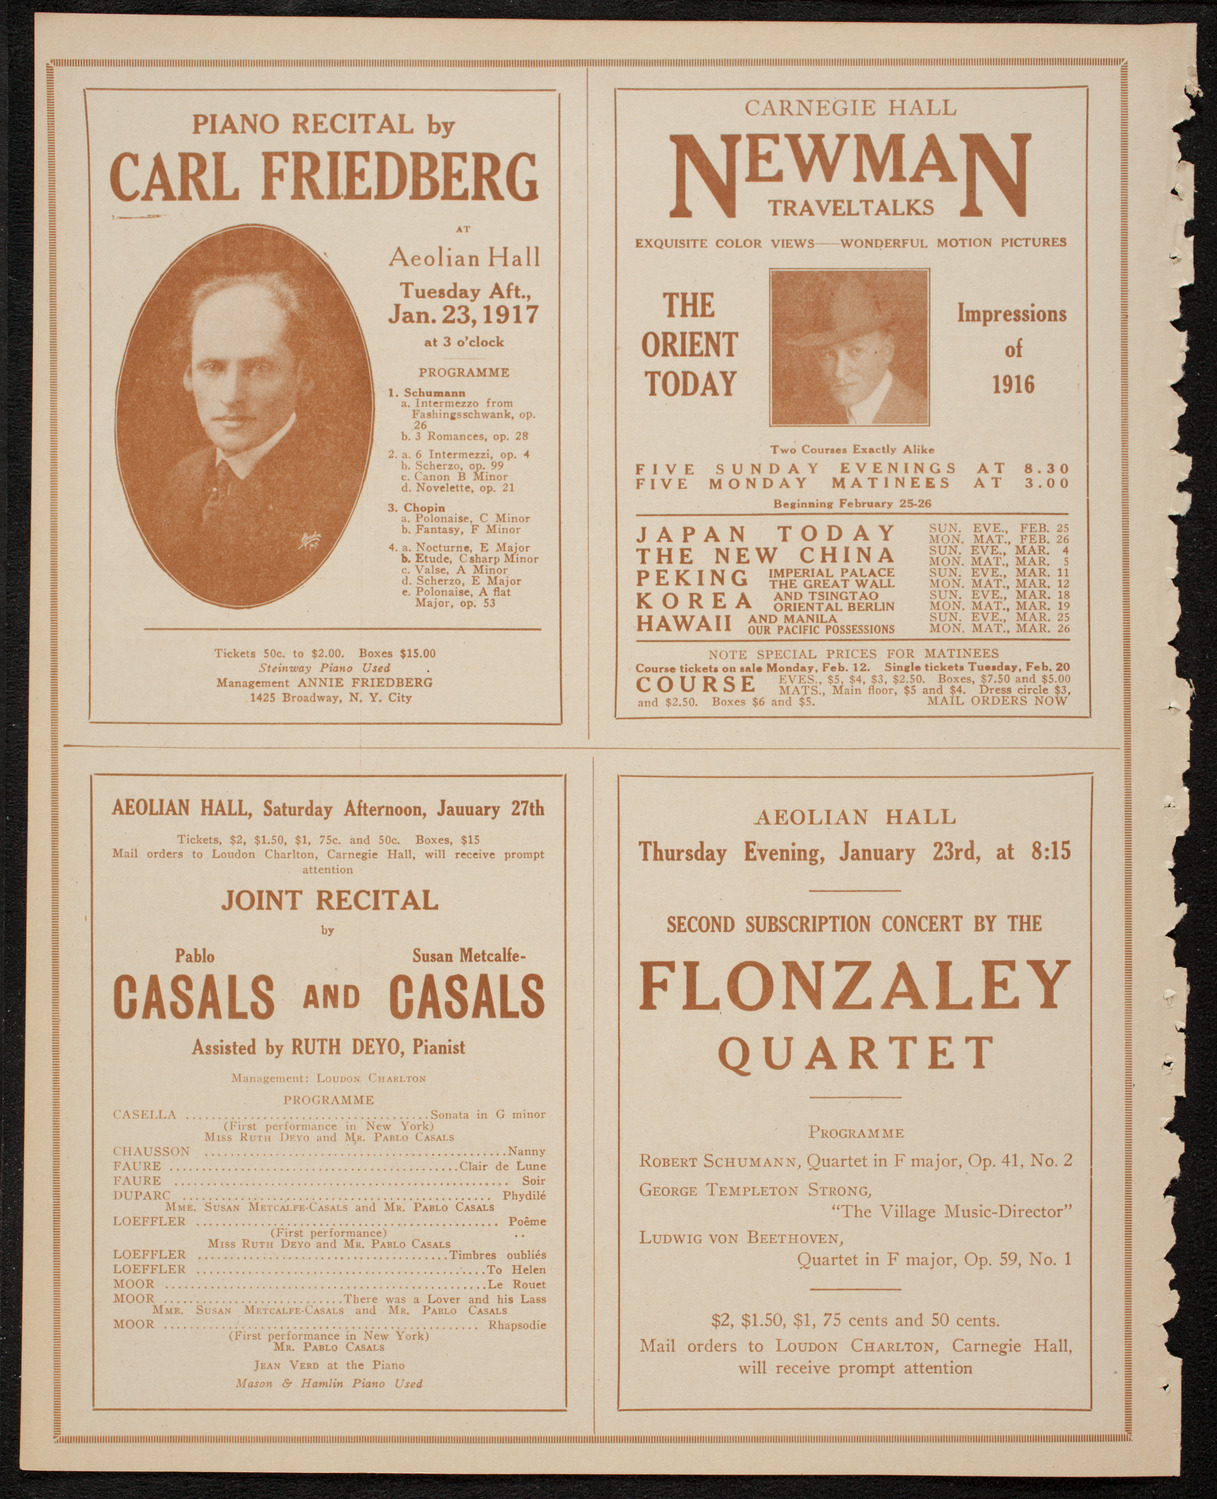 PIANO RECITAL by
CARL FRIEDBERG
AT
Aeolian Hall
Tuesday Aft.,
Jan. 23, 1917
at 3 o'clock
PROGRAMME
1. Schumann
a. Intermezzo from
Fashingsschwank, op.
26
b. 3 Romances, op. 28
2. a. 6 Intermezzi, op. 4
b. Scherzo, op. 99
c. Canon B Minor
d. Novelette, op. 21
3. Chopin
a. Polonaise, C Minor
b. Fantasy, F Minor
4. a. Nocturne, E Major
b. Etude, C sharp Minor
c. Valse, A Minor
d. Scherzo, E Major
e. Polonaise, A flat
Major, op. 53
Tickets 50c. to $2.00. Boxes $15.00
Steinway Piano Used
Management ANNIE FRIEDBERG
1425 Broadway, N. Y. City
CARNEGIE HALL
NEWMAN
TRAVELTALKS
EXQUISITE COLOR VIEWS—WONDERFUL MOTION PICTURES
THE
ORIENT
TODAY
Impressions
of
1916
Two Courses Exactly Alike
FIVE SUNDAY EVENINGS AT 8.30
FIVE MONDAY MATINEES AT 3.00
Beginning February 25-26
JAPAN TODAY SUN. EVE., FEB. 25
MON. MAT., FEB. 26
THE NEW CHINA SUN. EVE., MAR. 4
MON. MAT., MAR. 5
PEKING IMPERIAL PALACE SUN. EVE., MAR. 11
THE GREAT WALL MON. MAT., MAR. 12
KOREA AND TSINGTAO SUN. EVE., MAR. 18
ORIENTAL BERLIN MON. MAT., MAR. 19
HAWAII AND MANILA SUN. EVE., MAR. 25
OUR PACIFIC POSSESSIONS MON. MAT., MAR. 26
NOTE SPECIAL PRICES FOR MATINEES
Course tickets on sale Monday, Feb. 12. Single tickets Tuesday, Feb. 20
COURSE EVES., $5, $4, $3, $2.50. Boxes, $7.50 and $5.00
MATS., Main floor, $5 and $4. Dress circle $3,
and $2.50. Boxes $6 and $5. MAIL ORDERS NOW
AEOLIAN HALL, Saturday Afternoon, Jauuary 27th
Tickets, $2, $1.50, $1, 75c. and 50c. Boxes, $15
Mail orders to Loudon Charlton, Carnegie Hall, will receive prompt
attention
JOINT RECITAL
by
Pablo Susan Metcalfe-
CASALS AND CASALS
Assisted by RUTH DEYO, Pianist
Management: LOUDON CHARLTON
PROGRAMME
CASELLA ........ Sonata in G minor
(First performance in New York)
MISS RUTH DEYO and MR. PABLO CASALS
CHAUSSON ........ Nanny
FAURE ........ Clair de Lune
FAURE ........ Soir
DUPARC ........ Phydilé
MME. SUSAN METCALFE-CASALS and MR. PABLO CASALS
LOEFFLER ........ Poême
(First performance)
MISS RUTH DEYO and MR. PABLO CASALS
LOEFFLER ........ Timbres oubliés
LOEFFLER ........ To Helen
MOOR ........ Le Rouet
MOOR ........ There was a Lover and his Lass
MME. SUSAN METCALFE-CASALS and MR. PABLO CASALS
MOOR ........ Rhapsodie
(First performance in New York)
MR. PABLO CASALS
JEAN VERD at the Piano
Mason & Hamlin Piano Used
AEOLIAN HALL
Thursday Evening, January 23rd, at 8:15
SECOND SUBSCRIPTION CONCERT BY THE
FLONZALEY
QUARTET
PROGRAMME
ROBERT SCHUMANN, Quartet in F major, Op. 41, No. 2
GEORGE TEMPLETON STRONG,
"The Village Music-Director"
LUDWIG VON BEETHOVEN,
Quartet in F major, Op. 59, No. 1
$2, $1.50, $1, 75 cents and 50 cents.
Mail orders to LOUDON CHARLTON, Carnegie Hall,
will receive prompt attention